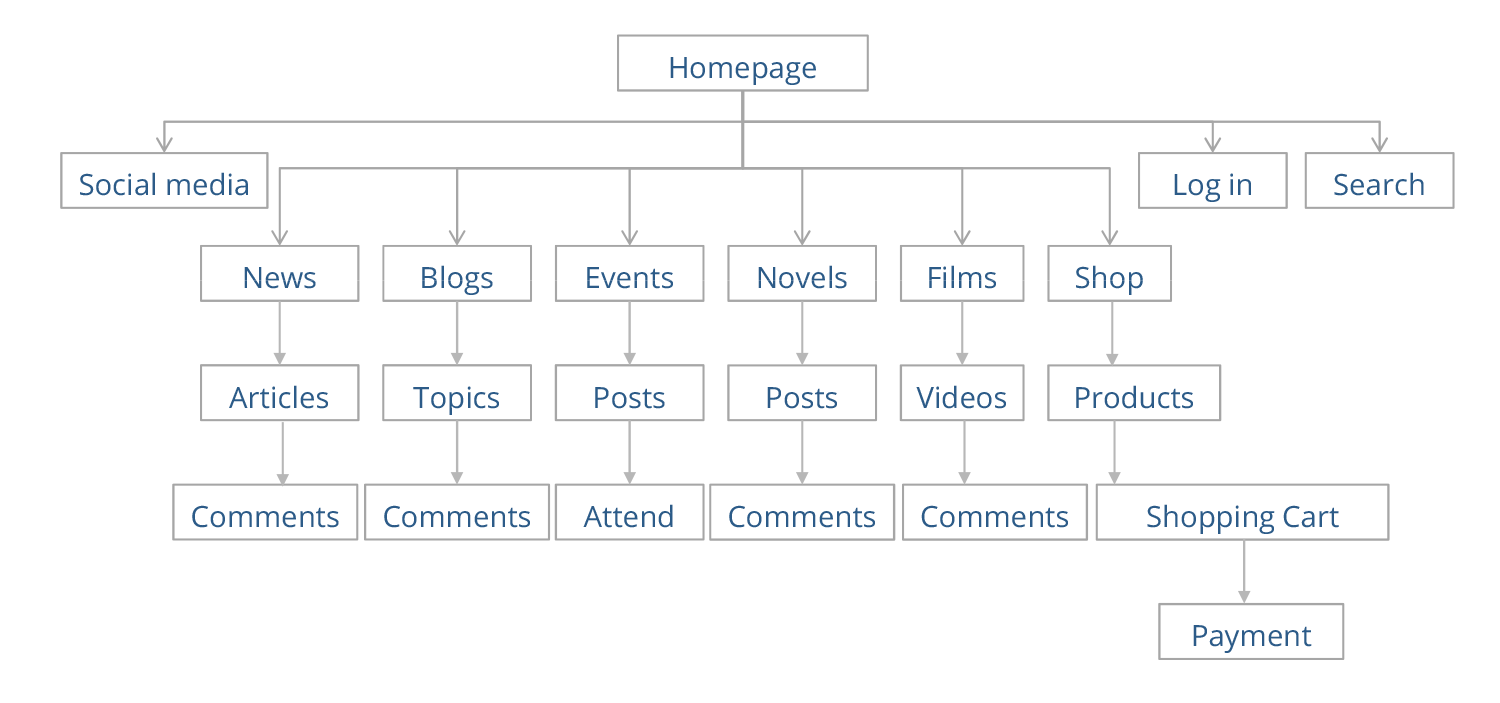 Homepage
Social media
Log in
Search
News
Blogs
Events
Novels
Films
Shop
Articles
Topics
Posts
Posts
Videos
Products
Comments
Comments
Attend
Comments
Comments
Shopping Cart
Payment